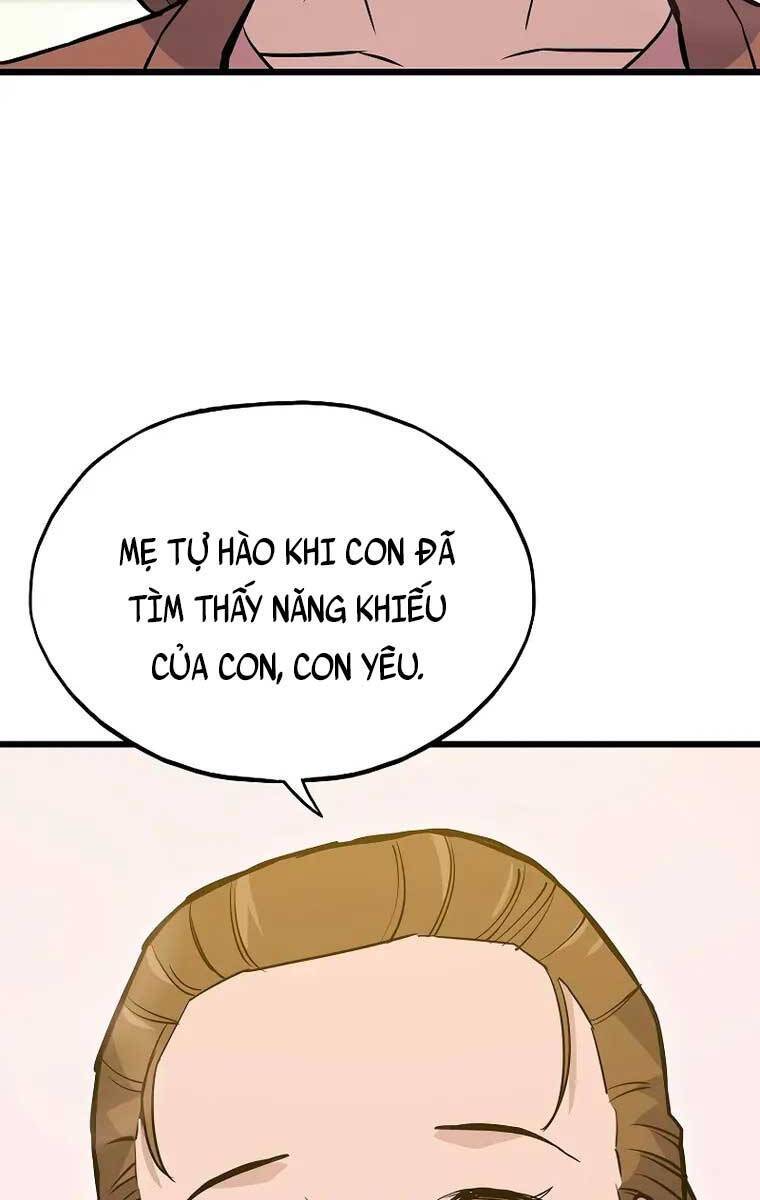 MẸ TỰ HÀO KHI CON ĐÃ
TÌM THẤY NĂNG KHIẾU
CỦA CON, CON YÊU.